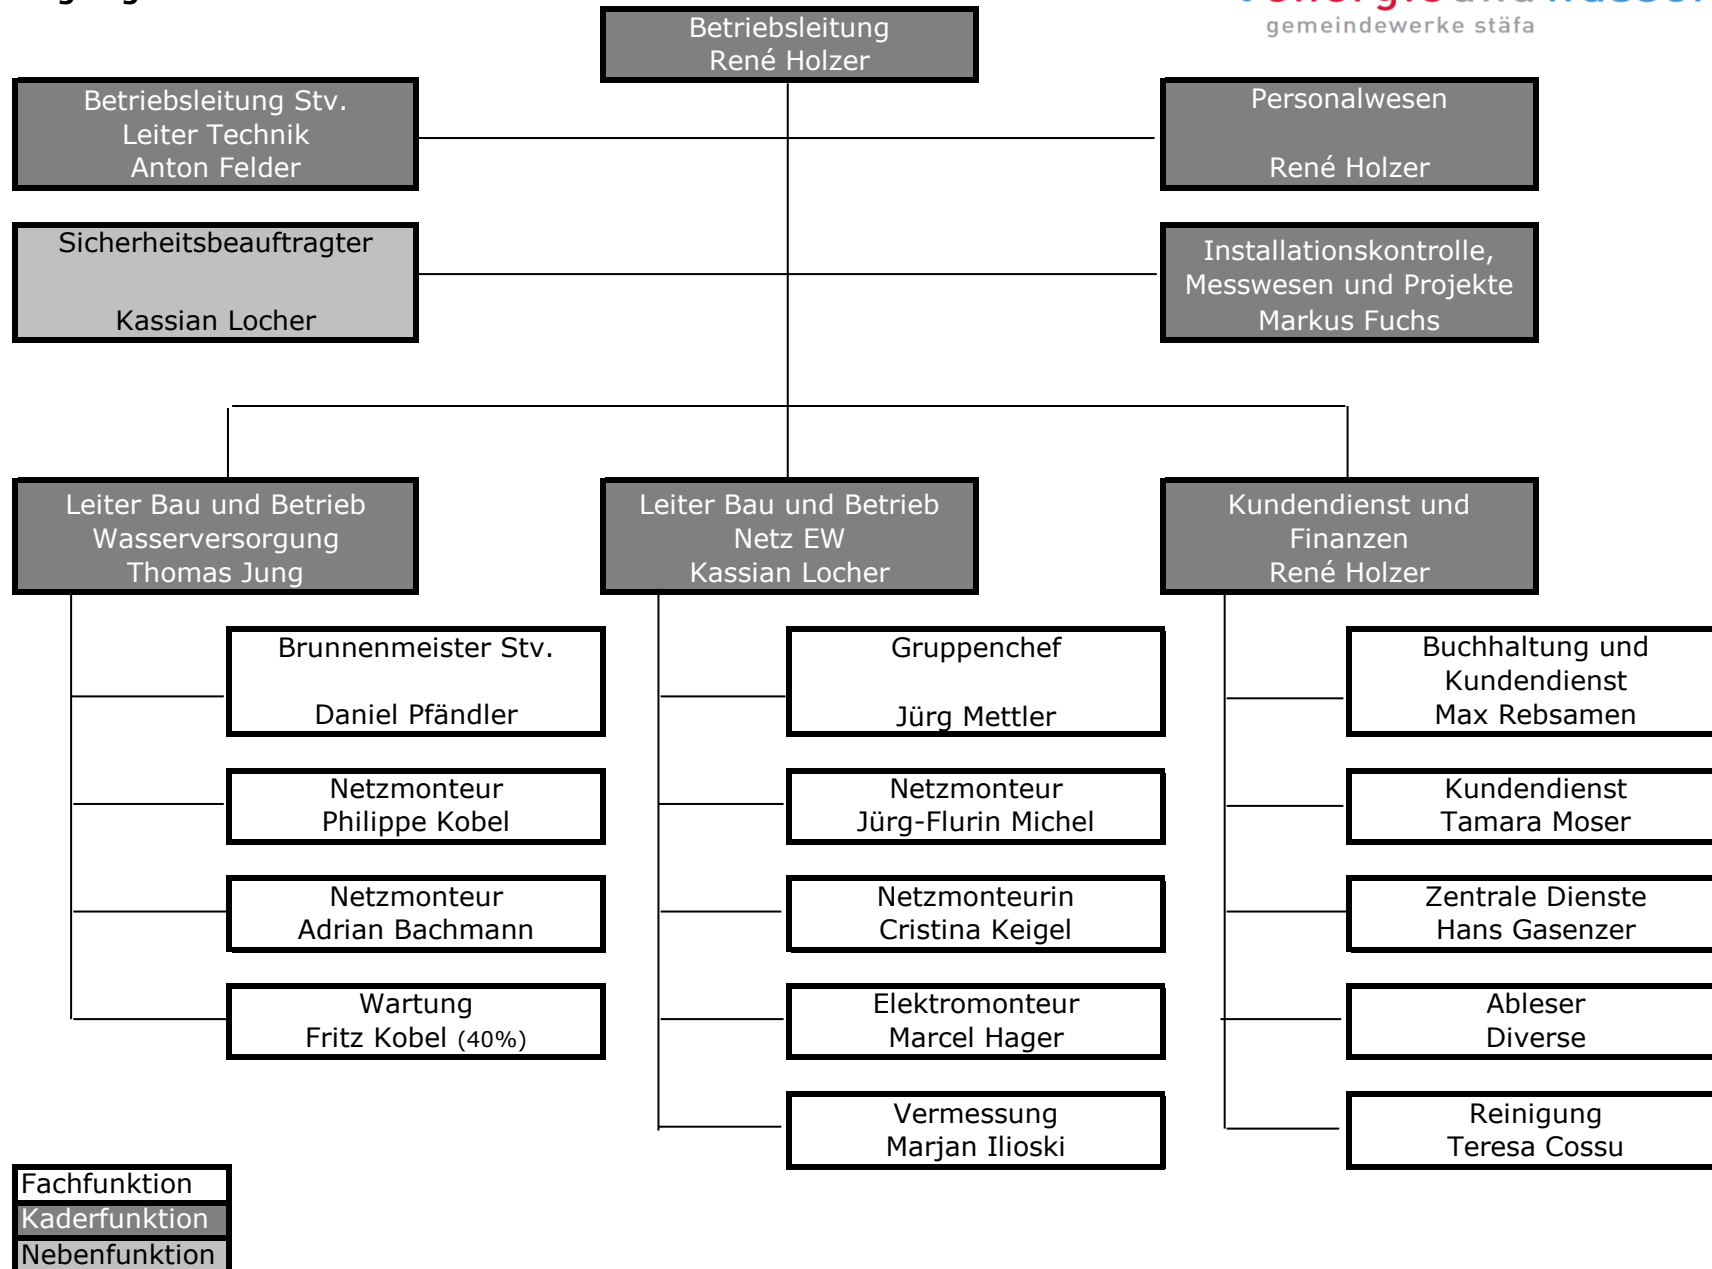 gemeindewerke stäfa
Betriebsleitung
René Holzer
Betriebsleitung Stv.
Leiter Technik
Anton Felder
Personalwesen
René Holzer
Sicherheitsbeauftragter
Kassian Locher
Installationskontrolle,
Messwesen und Projekte
Markus Fuchs
Leiter Bau und Betrieb
Wasserversorgung
Thomas Jung
Leiter Bau und Betrieb
Netz EW
Kassian Locher
Kundendienst und
Finanzen
René Holzer
Brunnenmeister Stv.
Daniel Pfändler
Gruppenchef
Jürg Mettler
Buchhaltung und
Kundendienst
Max Rebsamen
Netzmonteur
Philippe Kobel
Netzmonteur
Jürg-Flurin Michel
Kundendienst
Tamara Moser
Netzmonteur
Adrian Bachmann
Netzmonteurin
Cristina Keigel
Zentrale Dienste
Hans Gasenzer
Wartung
Fritz Kobel (40%)
Elektromonteur
Marcel Hager
Ableser
Diverse
Vermessung
Marjan Ilioski
Reinigung
Teresa Cossu
Fachfunktion
Kaderfunktion
Nebenfunktion